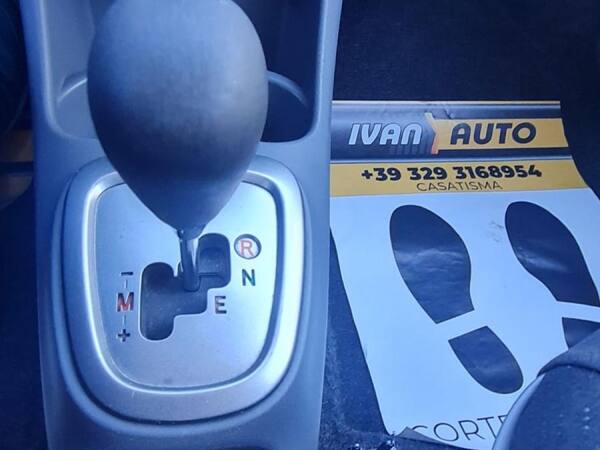 IVAN AUTO
+39 329 3168954
CASATISMA
R
N
-
M
E
+
CORTE